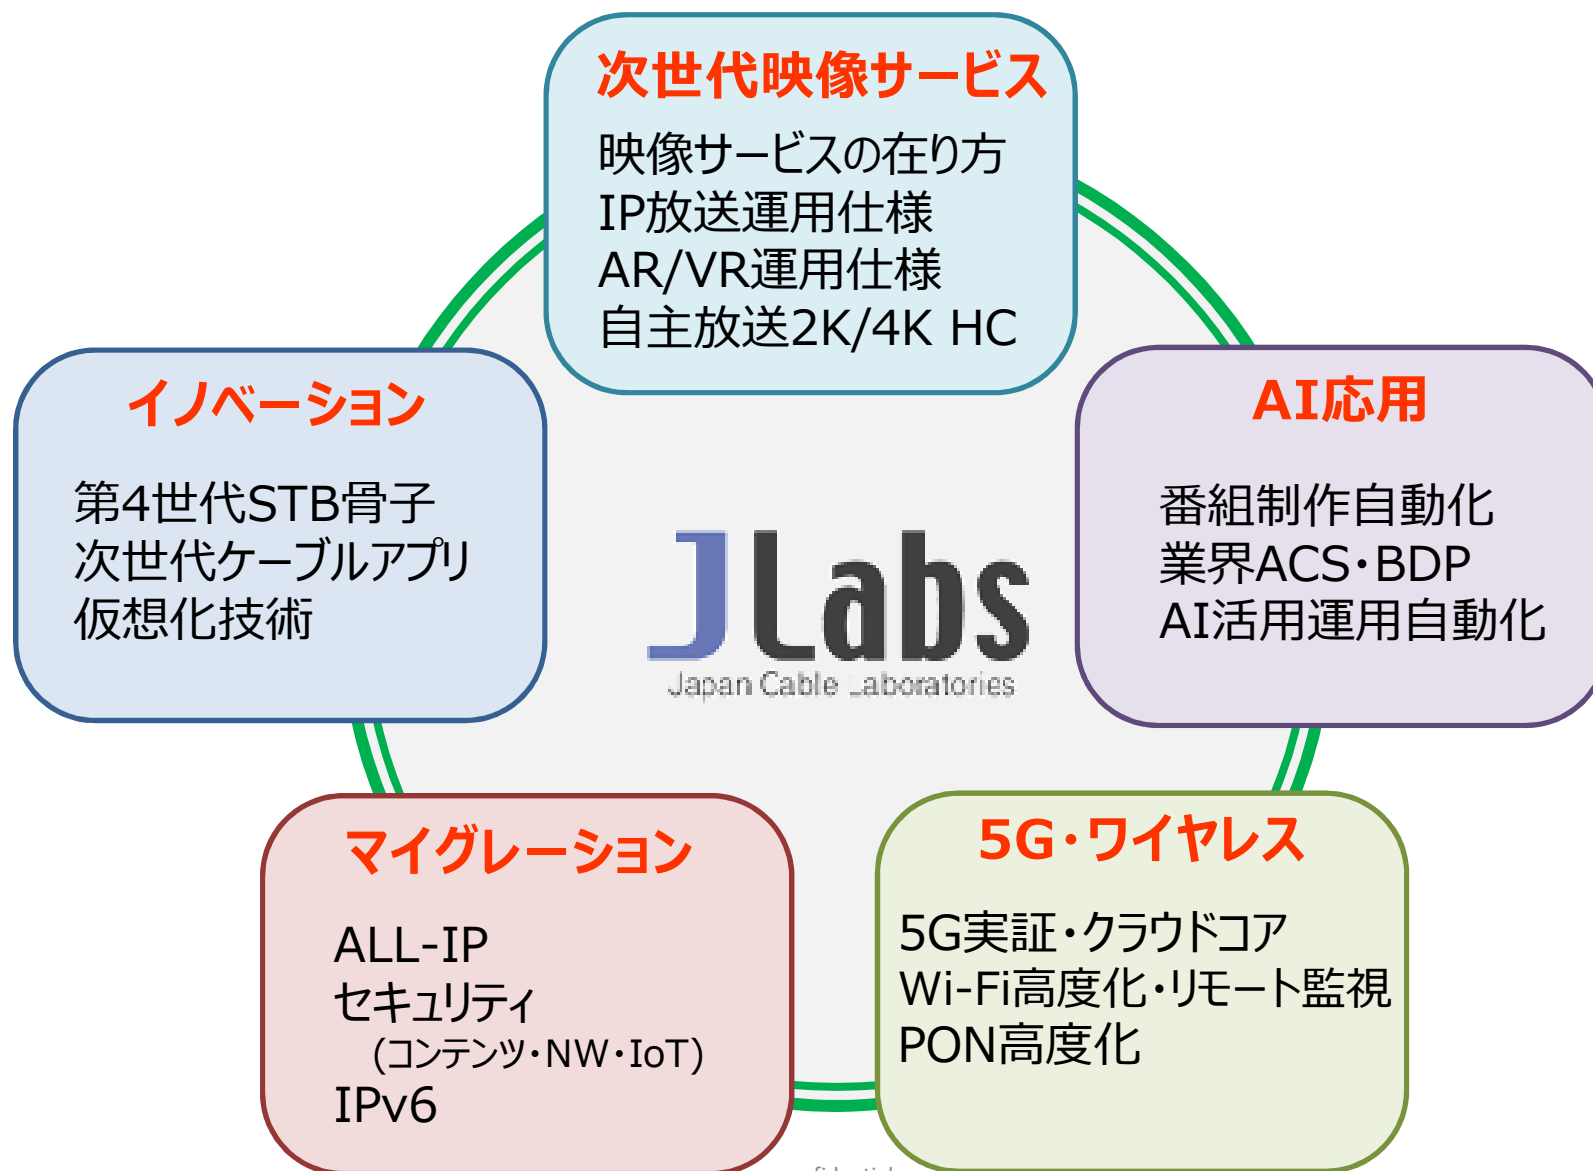 次世代映像サービス
映像サービスの在り方
IP放送運用仕様
AR/VR運用仕様
自主放送2K/4K HC
イノベーション
第4世代STB骨子
次世代ケーブルアプリ
仮想化技術
AI応用
番組制作自動化
業界ACS・BDP
AI活用運用自動化
JLabs
Japan Cable Laboratories
マイグレーション
ALL-IP
セキュリティ
(コンテンツ・NW・IoT)
IPv6
5G・ワイヤレス
5G実証・クラウドコア
Wi-Fi高度化・リモート監視
PON高度化